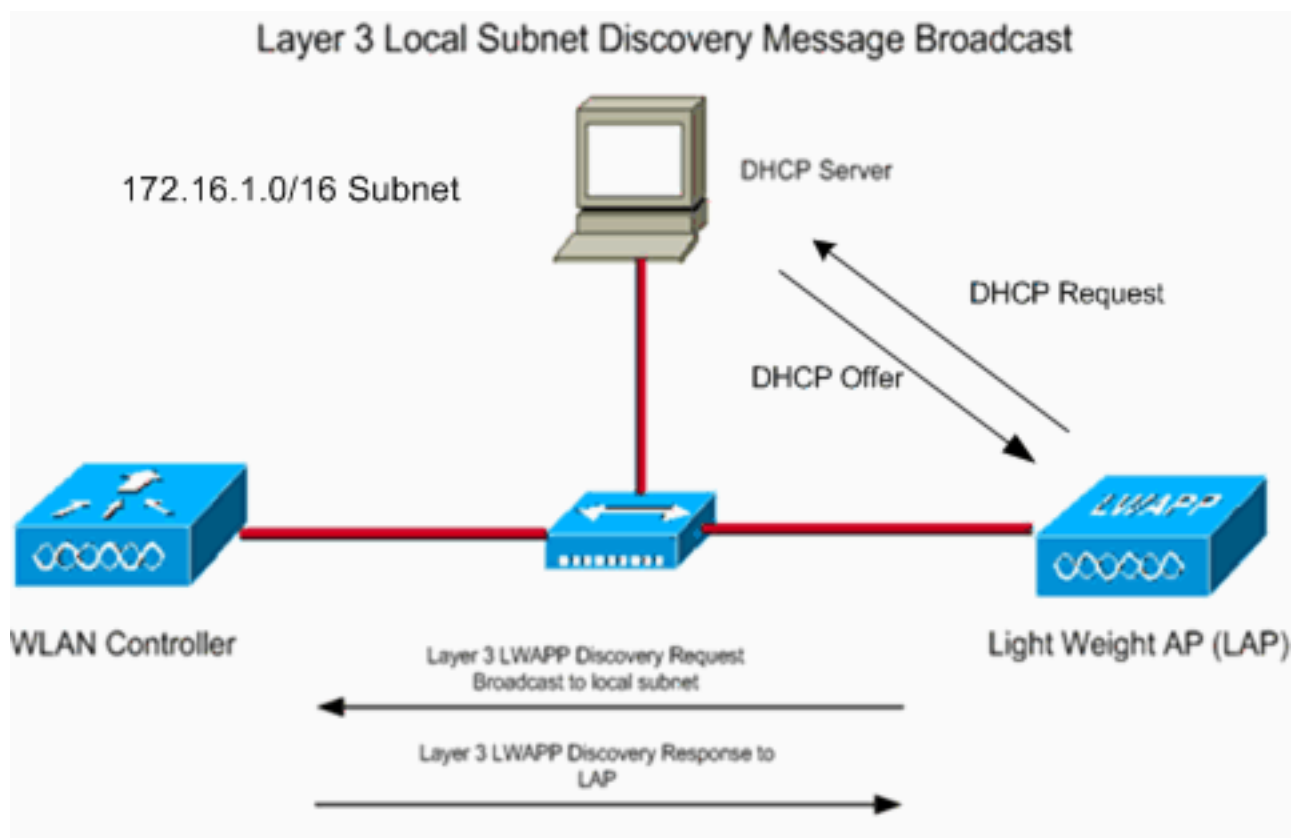 Layer 3 Local Subnet Discovery Message Broadcast
172.16.1.0/16 Subnet
DHCP Server
DHCP Request
DHCP Offer
LWAPP
WLAN Controller
Light Weight AP (LAP)
Layer 3 LWAPP Discovery Request
Broadcast to local subnet
Layer 3 LWAPP Discovery Response to
LAP